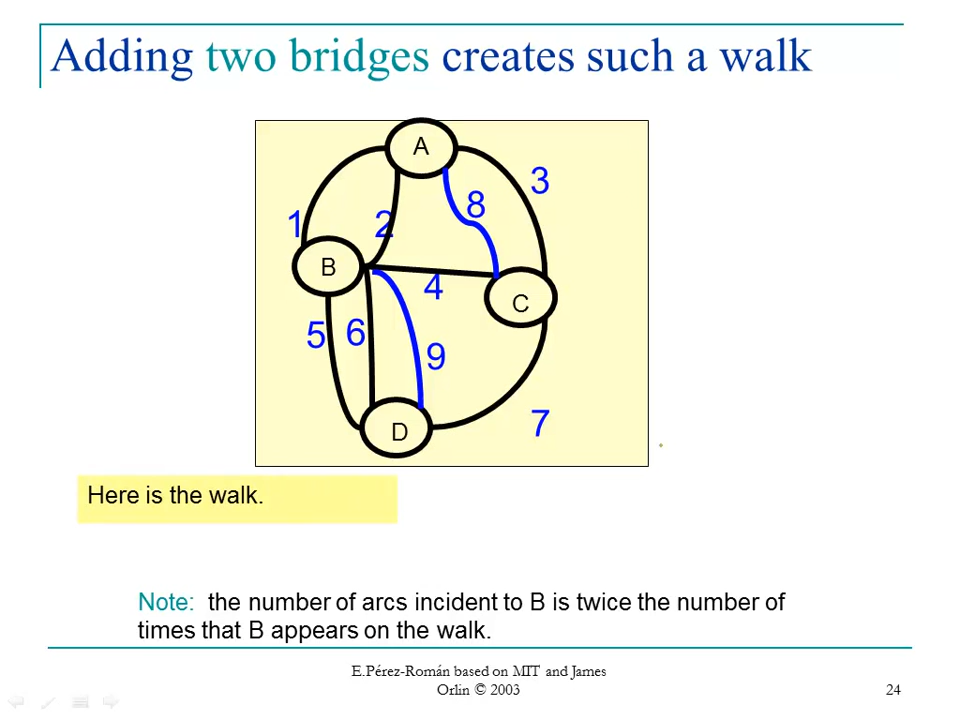 Adding two bridges creates such a walk
A
3
8
1
2
B
4
C
5
6
9
D
7
Here is the walk.
Note: the number of arcs incident to B is twice the number of
times that B appears on the walk.
E.Pérez-Román based on MIT and James
Orlin © 2003
24